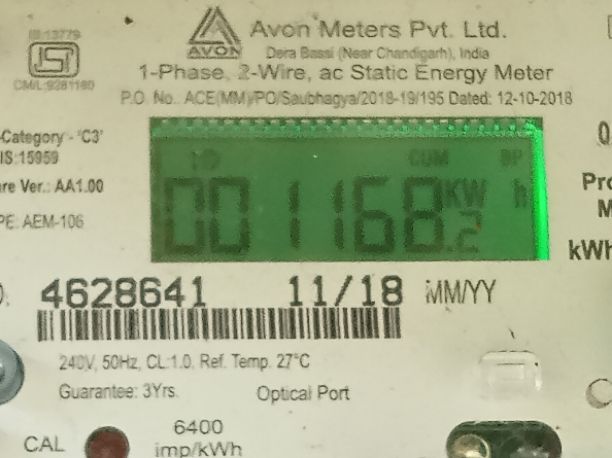 IS:13779
CM/L:9281180
AVON
Avon Meters Pvt. Ltd.
Dera Bassi (Near Chandigarh), India
1-Phase, 2-Wire, ac Static Energy Meter
P.O. No.. ACE(MM)/PO/Saubhagya/2018-19/195 Dated: 12-10-2018
-Category - 'C3'
IS:15959
re Ver.: AA1.00
PE: AEM-106
CUM
001168.2 KW h
Pro
M
kWh
4628641 11/18 MM/YY
240V, 50Hz, CL:1.0, Ref. Temp. 27°C
Guarantee: 3Yrs. Optical Port
6400
CAL imp/kWh